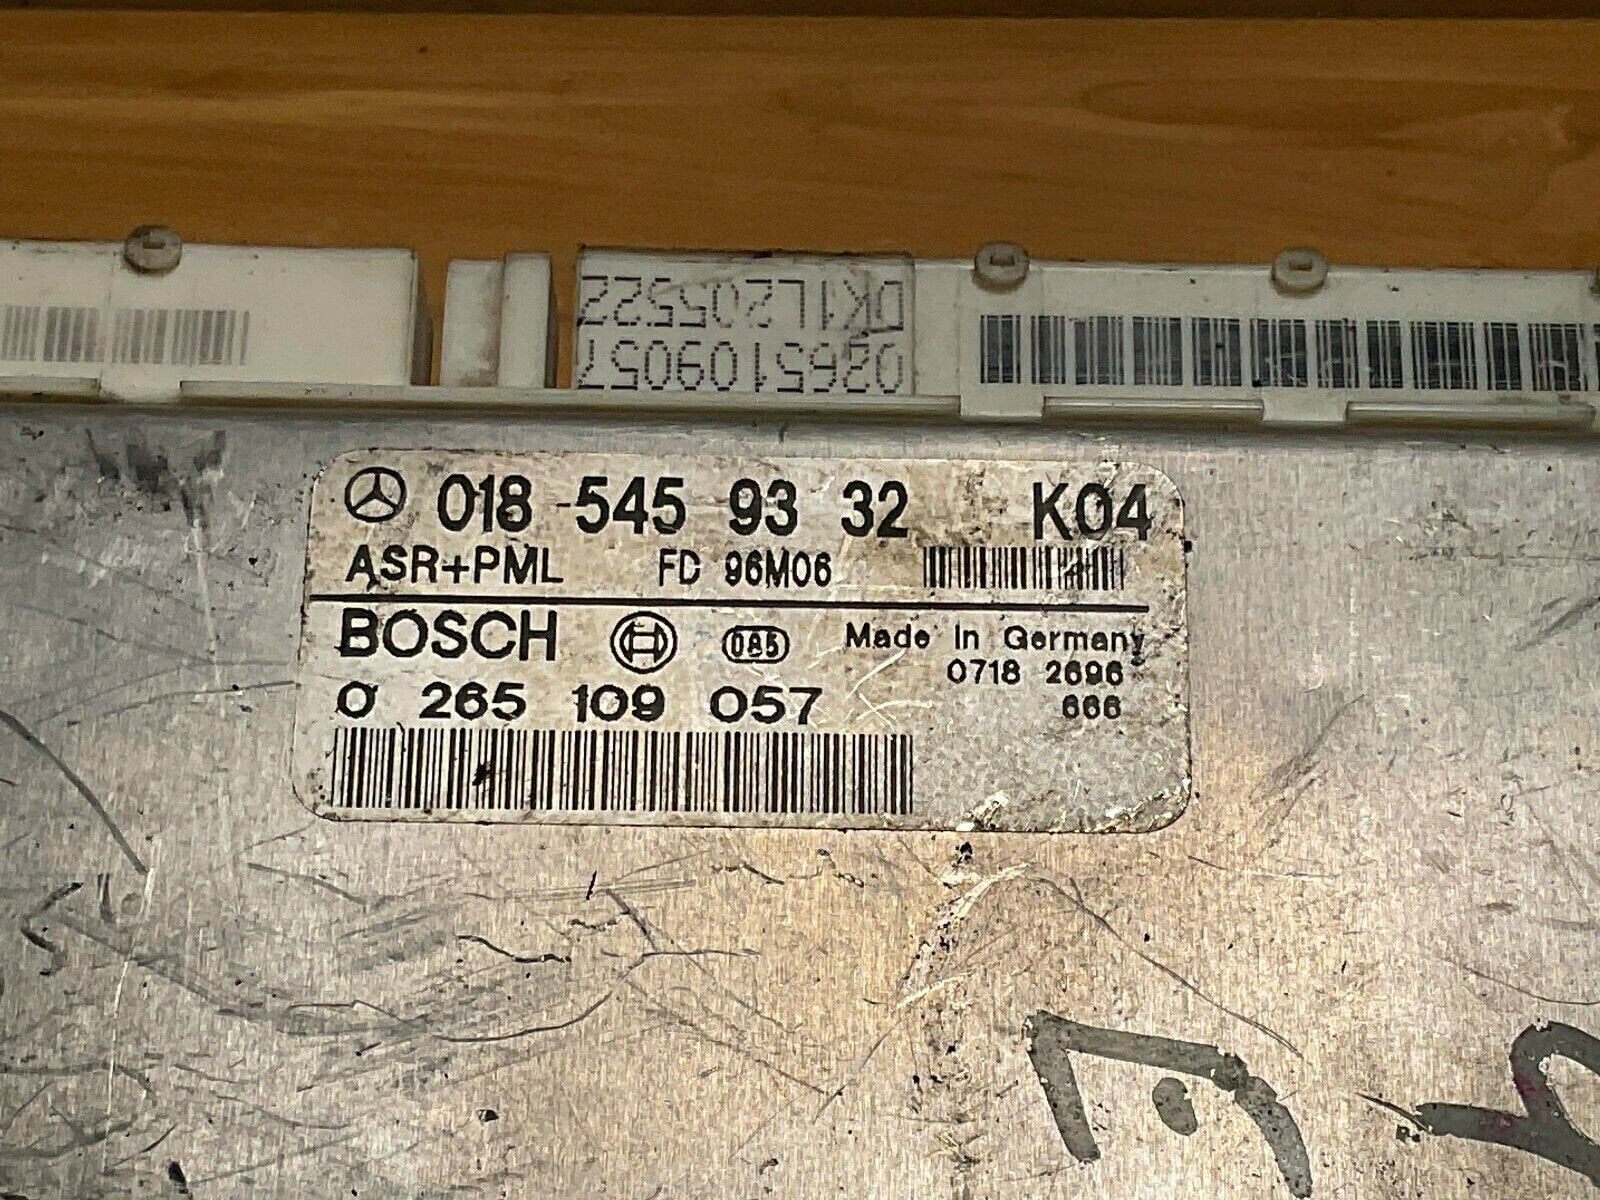 DK1L205522
0265109057
018 545 93 32 K04
ASR+PML FD 96M06
BOSCH 085 Made In Germany
0718 2696
0 265 109 057 666